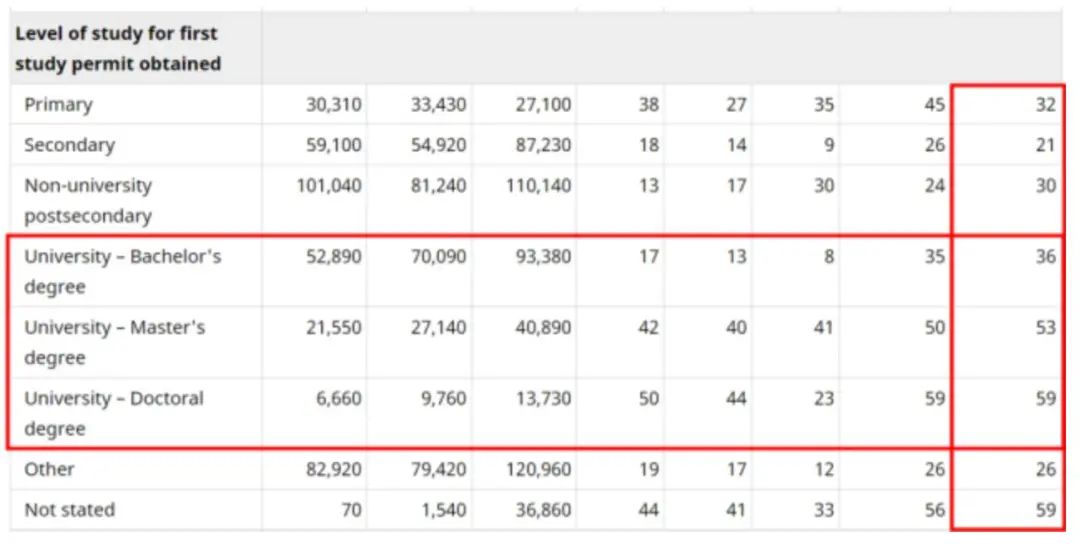 Level of study for first
study permit obtained
Primary 30,310 33,430 27,100 38 27 35 45 32
Secondary 59,100 54,920 87,230 18 14 9 26 21
Non-university 101,040 81,240 110,140 13 17 30 24 30
postsecondary
University – Bachelor's 52,890 70,090 93,380 17 13 8 35 36
degree
University – Master's 21,550 27,140 40,890 42 40 41 50 53
degree
University – Doctoral 6,660 9,760 13,730 50 44 23 59 59
degree
Other 82,920 79,420 120,960 19 17 12 26 26
Not stated 70 1,540 36,860 44 41 33 56 59